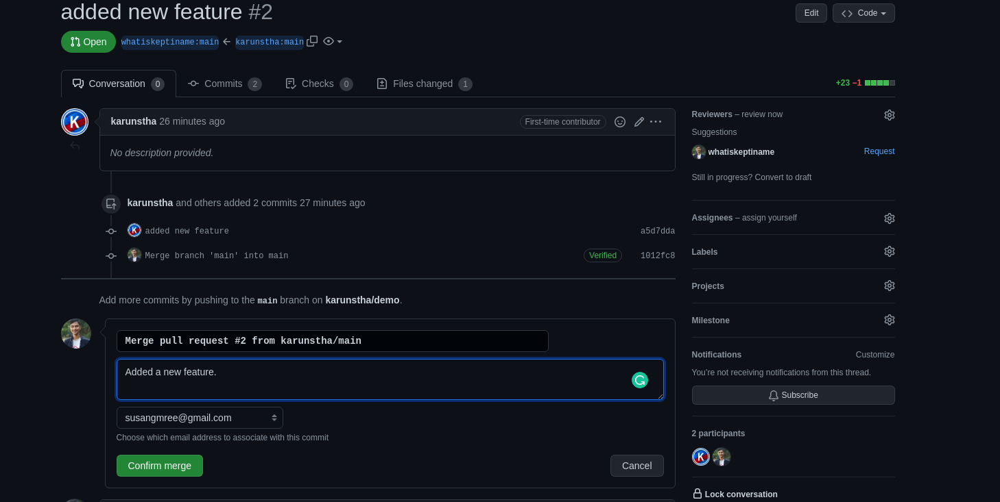 added new feature #2
Edit
Code
Open
whatiskeptiname:main
karunstha:main
Conversation 0
Commits 2
Checks 0
Files changed 1
+23 −1
karunstha 26 minutes ago
First-time contributor
No description provided.
karunstha and others added 2 commits 27 minutes ago
added new feature
a5d7dda
Merge branch 'main' into main
Verified
1012fc8
Add more commits by pushing to the main branch on karunstha/demo.
Merge pull request #2 from karunstha/main
Added a new feature.
susangmree@gmail.com
Choose which email address to associate with this commit
Confirm merge
Cancel
Reviewers – review now
Suggestions
whatiskeptiname
Request
Still in progress? Convert to draft
Assignees – assign yourself
Labels
Projects
Milestone
Notifications
Customize
You’re not receiving notifications from this thread.
Subscribe
2 participants
K
Lock conversation